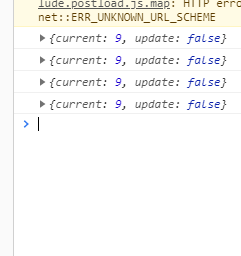 lude.postload.js.map: HTTP erro
net::ERR_UNKNOWN_URL_SCHEME
▶ {current: 9, update: false}
▶ {current: 9, update: false}
▶ {current: 9, update: false}
▶ {current: 9, update: false}
>